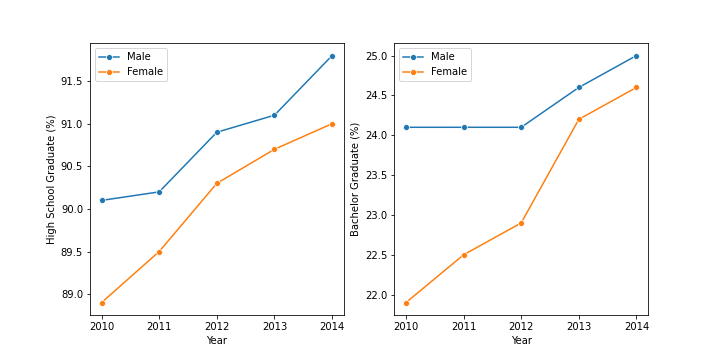 High School Graduate (%)
91.5
91.0
90.5
90.0
89.5
89.0
Male
Female
2010 2011 2012 2013 2014
Year
Bachelor Graduate (%)
25.0
24.5
24.0
23.5
23.0
22.5
22.0
Male
Female
2010 2011 2012 2013 2014
Year